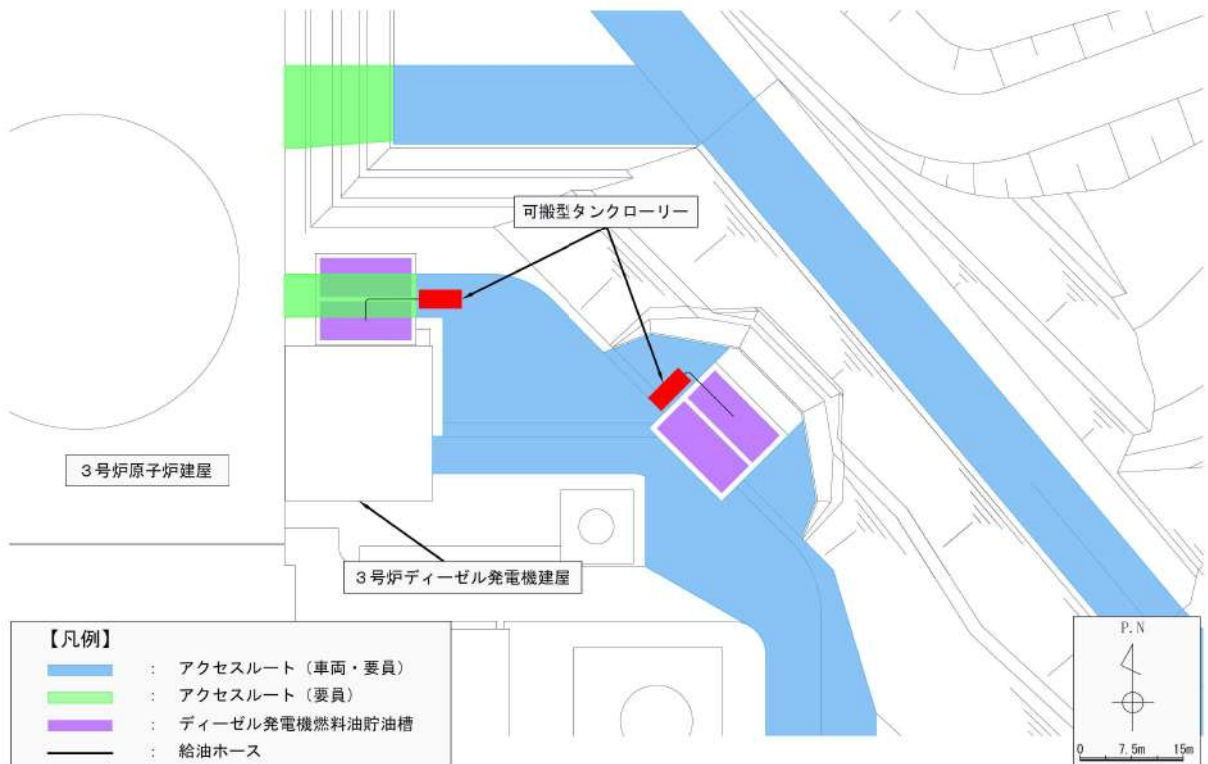 可搬型タンクローリー
3号炉原子炉建屋
3号炉ディーゼル発電機建屋
【凡例】
: アクセスルート（車両・要員）
: アクセスルート（要員）
: ディーゼル発電機燃料油貯油槽
: 給油ホース
P.N
0 7.5m 15m